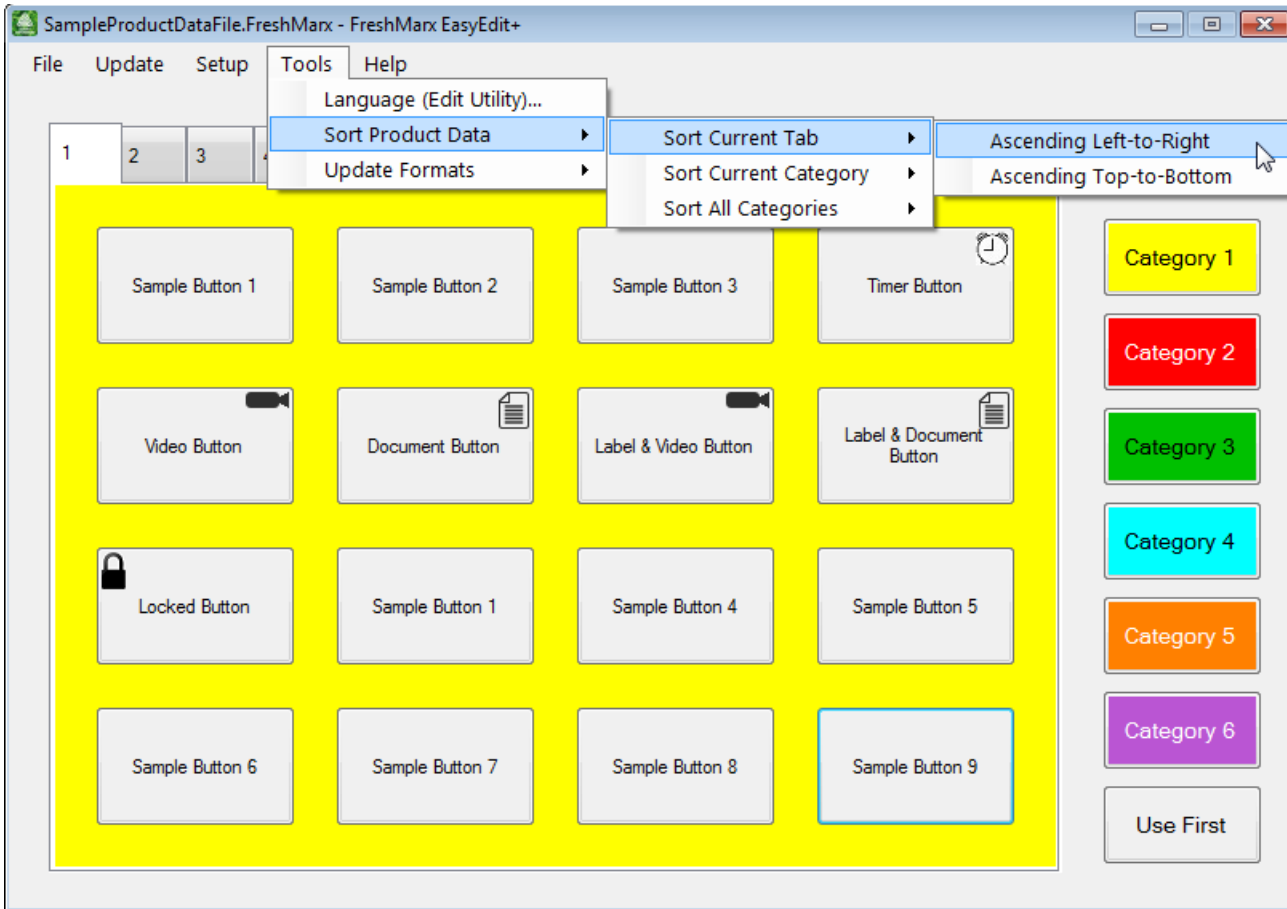 SampleProductDataFile.FreshMarx - FreshMarx EasyEdit+
File Update Setup Tools Help
Language (Edit Utility)...
Sort Product Data
Update Formats
Sort Current Tab
Sort Current Category
Sort All Categories
Ascending Left-to-Right
Ascending Top-to-Bottom
1 2 3
Sample Button 1
Sample Button 2
Sample Button 3
Timer Button
Video Button
Document Button
Label & Video Button
Label & Document
Button
Locked Button
Sample Button 1
Sample Button 4
Sample Button 5
Sample Button 6
Sample Button 7
Sample Button 8
Sample Button 9
Category 1
Category 2
Category 3
Category 4
Category 5
Category 6
Use First